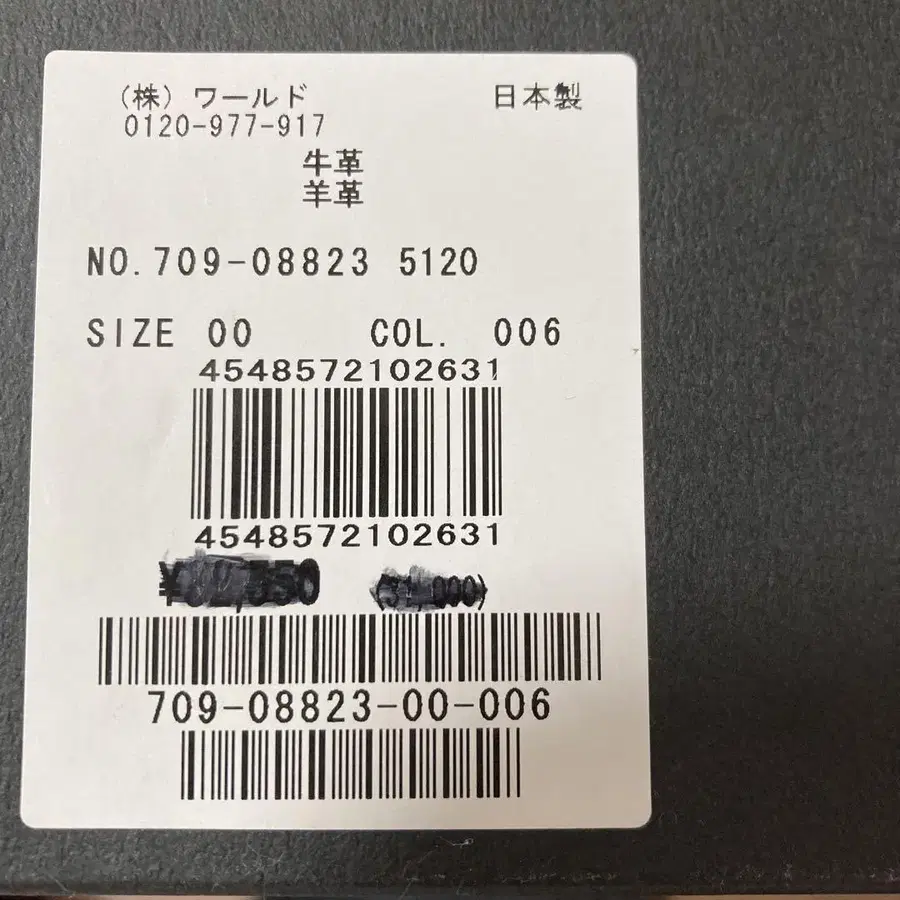 (株) ワールド 日本製
0120-977-917
牛革
羊革
NO.709-08823 5120
SIZE 00 COL. 006
4548572102631
4548572102631
709-08823-00-006